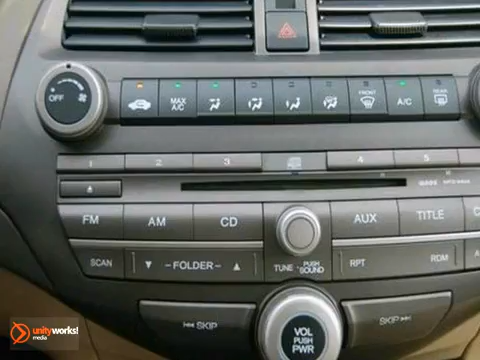 OFF
MAX A/C
FRONT
A/C
REAR
1 2 3 4 5
FM AM CD AUX TITLE
SCAN
FOLDER
TUNE
PUSH SOUND
RPT RDM
SKIP
SKIP
VOL
PUSH
PWR
unityworks!
media